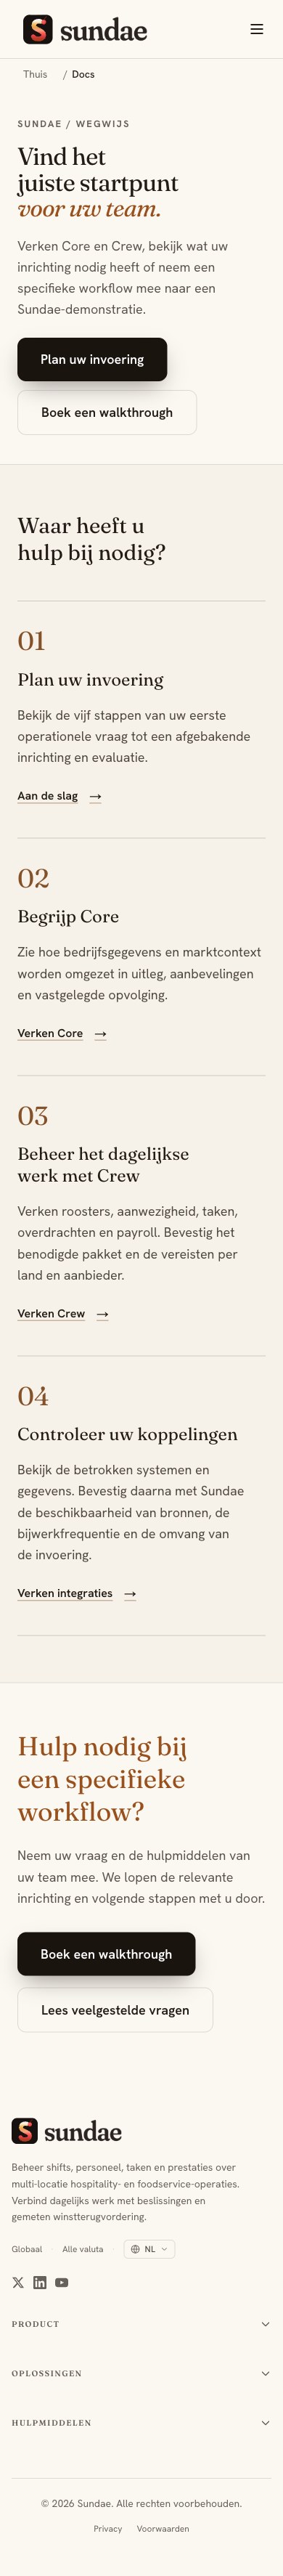 sundae
Thuis / Docs
SUNDAE / WEGWIJS
Vind het
juiste startpunt
voor uw team.
Verken Core en Crew, bekijk wat uw
inrichting nodig heeft of neem een
specifieke workflow mee naar een
Sundae-demonstratie.
Plan uw invoering
Boek een walkthrough
Waar heeft u
hulp bij nodig?
01
Plan uw invoering
Bekijk de vijf stappen van uw eerste
operationele vraag tot een afgebakende
inrichting en evaluatie.
Aan de slag →
02
Begrijp Core
Zie hoe bedrijfsgegevens en marktcontext
worden omgezet in uitleg, aanbevelingen
en vastgelegde opvolging.
Verken Core →
03
Beheer het dagelijkse
werk met Crew
Verken roosters, aanwezigheid, taken,
overdrachten en payroll. Bevestig het
benodigde pakket en de vereisten per
land en aanbieder.
Verken Crew →
04
Controleer uw koppelingen
Bekijk de betrokken systemen en
gegevens. Bevestig daarna met Sundae
de beschikbaarheid van bronnen, de
bijwerkfrequentie en de omvang van
de invoering.
Verken integraties →
Hulp nodig bij
een specifieke
workflow?
Neem uw vraag en de hulpmiddelen van
uw team mee. We lopen de relevante
inrichting en volgende stappen met u door.
Boek een walkthrough
Lees veelgestelde vragen
sundae
Beheer shifts, personeel, taken en prestaties over
multi-locatie hospitality- en foodservice-operaties.
Verbind dagelijks werk met beslissingen en
gemeten winstterugvordering.
Globaal · Alle valuta · NL
PRODUCT
OPLOSSINGEN
HULPMIDDELEN
© 2026 Sundae. Alle rechten voorbehouden.
Privacy Voorwaarden